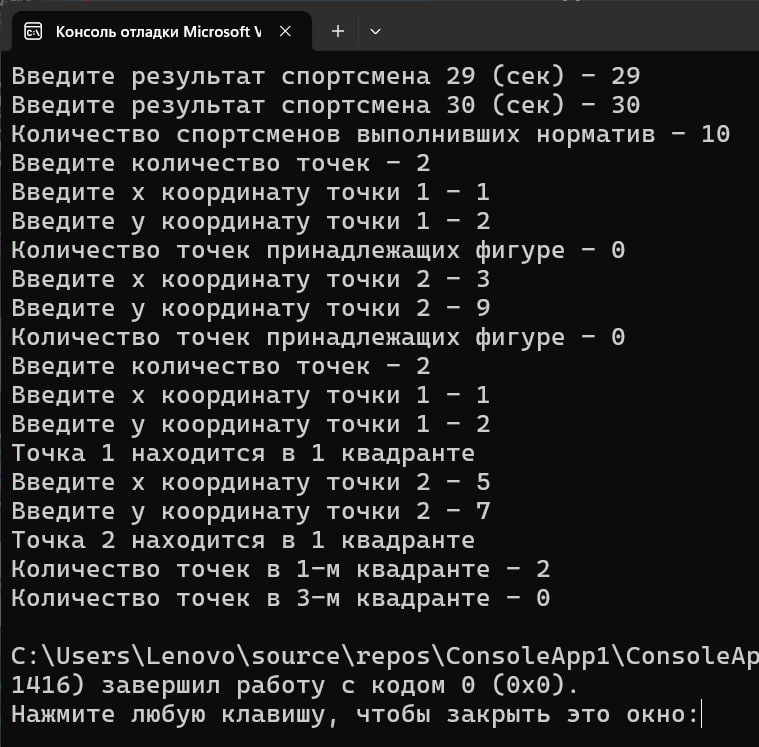 Консоль отладки Microsoft V
Введите результат спортсмена 29 (сек) - 29
Введите результат спортсмена 30 (сек) - 30
Количество спортсменов выполнивших норматив - 10
Введите количество точек - 2
Введите x координату точки 1 - 1
Введите y координату точки 1 - 2
Количество точек принадлежащих фигуре - 0
Введите x координату точки 2 - 3
Введите y координату точки 2 - 9
Количество точек принадлежащих фигуре - 0
Введите количество точек - 2
Введите x координату точки 1 - 1
Введите y координату точки 1 - 2
Точка 1 находится в 1 квадранте
Введите x координату точки 2 - 5
Введите y координату точки 2 - 7
Точка 2 находится в 1 квадранте
Количество точек в 1-м квадранте - 2
Количество точек в 3-м квадранте - 0
C:\Users\Lenovo\source\repos\ConsoleApp1\ConsoleAp
1416) завершил работу с кодом 0 (0x0).
Нажмите любую клавишу, чтобы закрыть это окно: